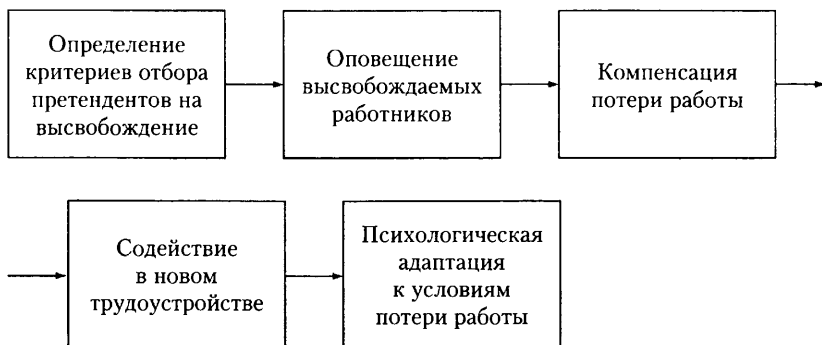 Определение
критериев отбора
претендентов на
высвобождение
Оповещение
высвобождаемых
работников
Компенсация
потери работы
Содействие
в новом
трудоустройстве
Психологическая
адаптация
к условиям
потери работы